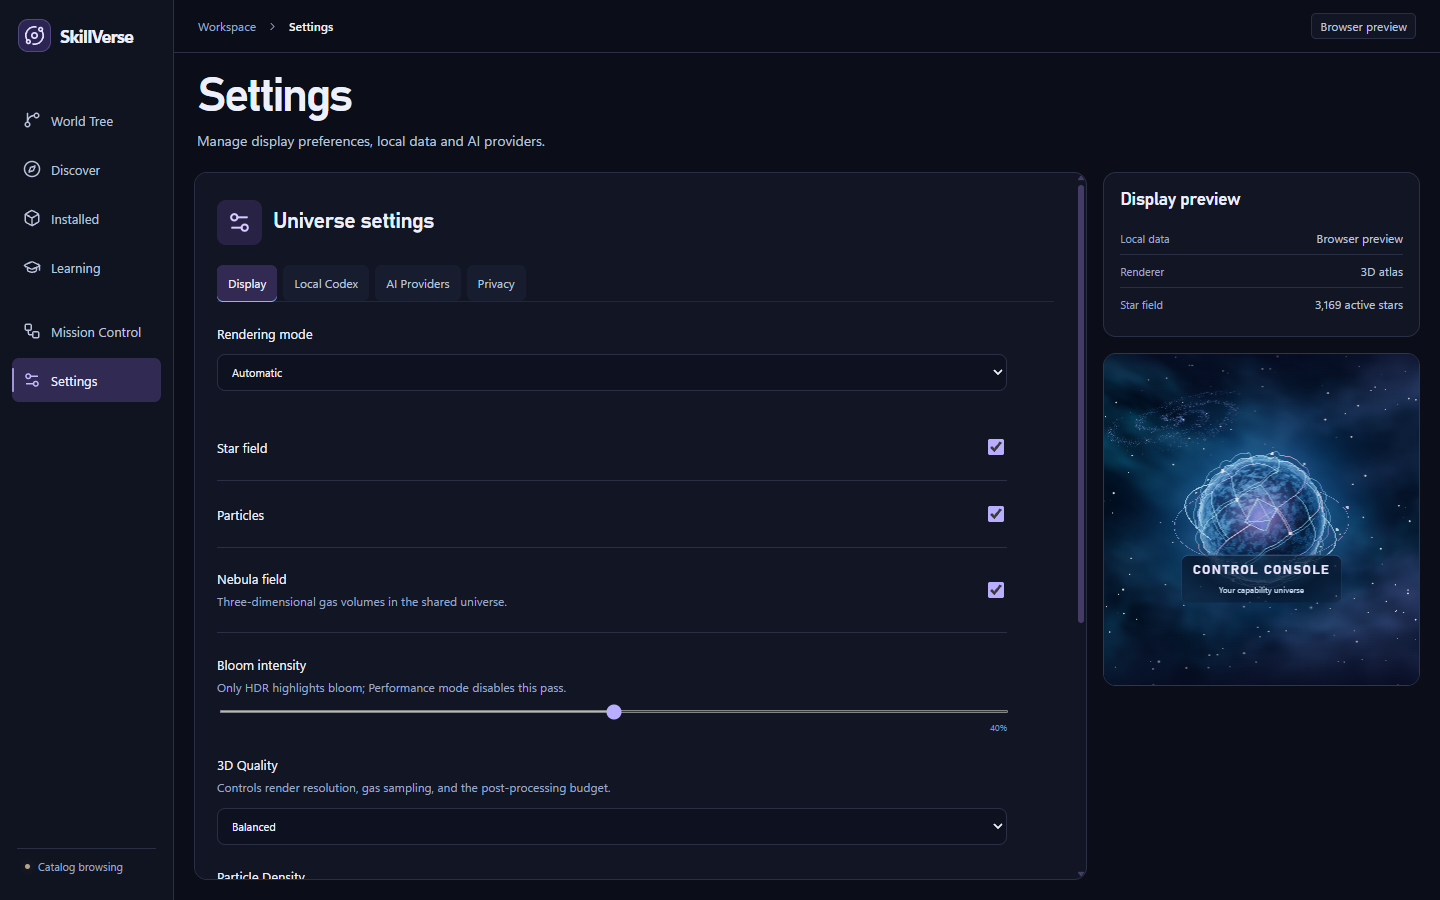 SkillVerse
World Tree
Discover
Installed
Learning
Mission Control
Settings
Catalog browsing
Workspace > Settings
Browser preview
Settings
Manage display preferences, local data and AI providers.
Universe settings
Display
Local Codex
AI Providers
Privacy
Rendering mode
Automatic
Star field
Particles
Nebula field
Three-dimensional gas volumes in the shared universe.
Bloom intensity
Only HDR highlights bloom; Performance mode disables this pass.
40%
3D Quality
Controls render resolution, gas sampling, and the post-processing budget.
Balanced
Particle Density
Display preview
Local data Browser preview
Renderer 3D atlas
Star field 3,169 active stars
CONTROL CONSOLE
Your capability universe